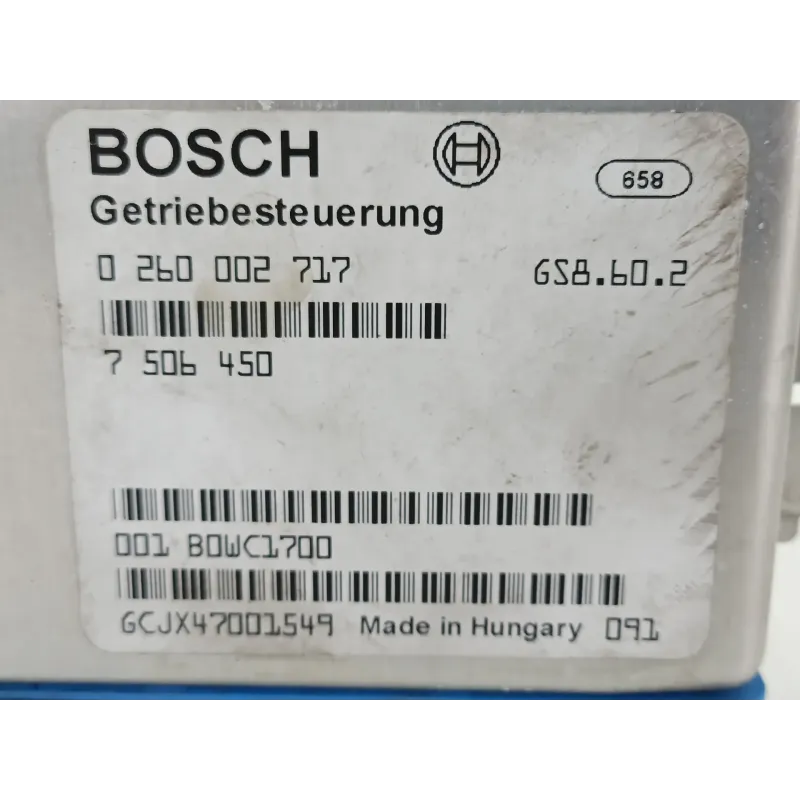 BOSCH
658
Getriebesteuerung
0 260 002 717 GS8.60.2
7 506 450
001 B0WC1700
GCJX47001549 Made in Hungary 091